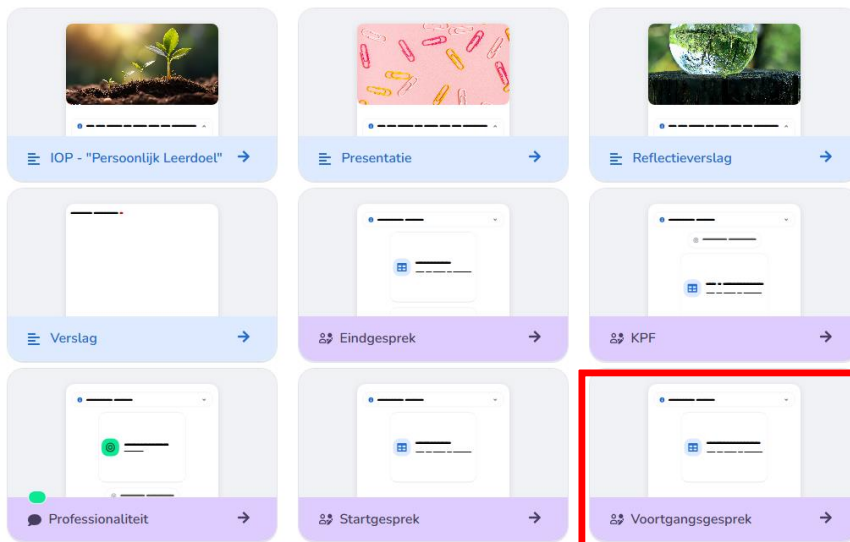 IOP - "Persoonlijk Leerdoel"
Presentatie
Reflectieverslag
Verslag
Eindgesprek
KPF
Professionaliteit
Startgesprek
Voortgangsgesprek